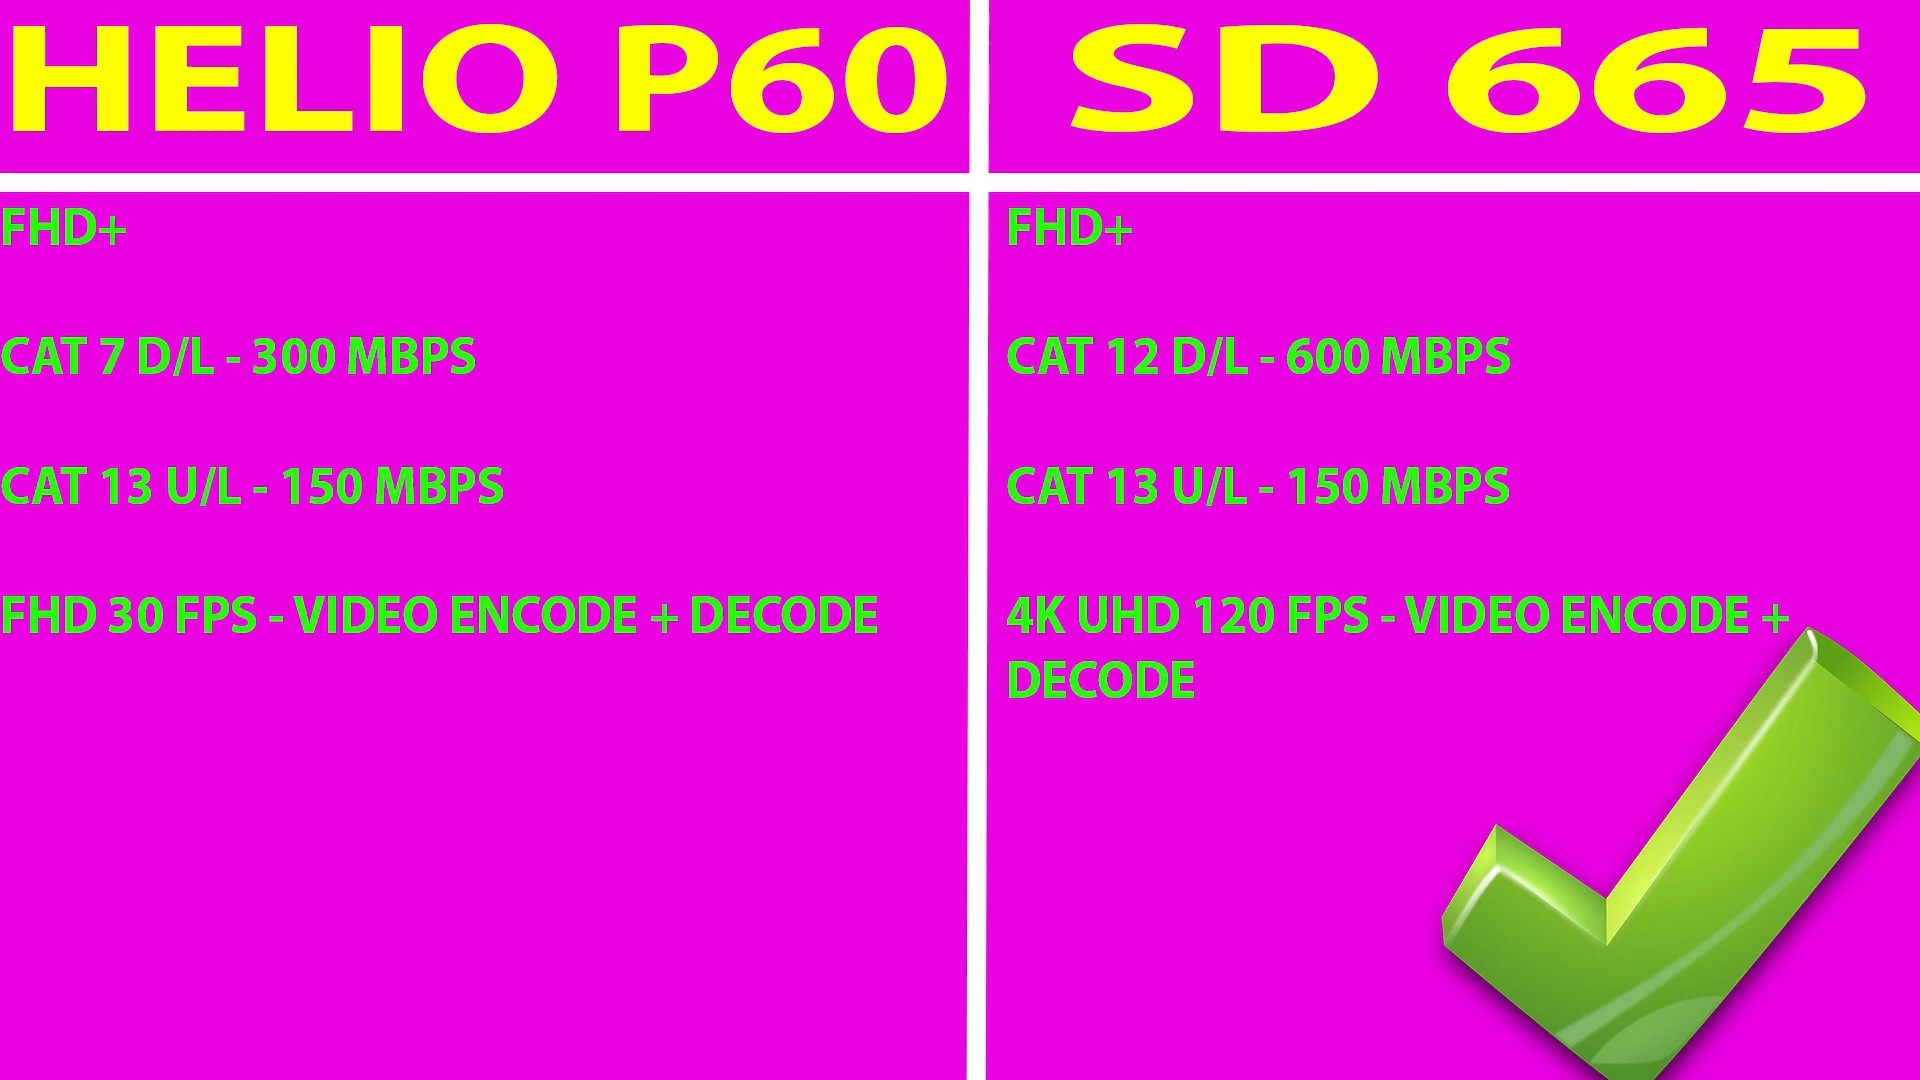 HELIO P60
SD 665
FHD+
CAT 7 D/L - 300 MBPS
CAT 13 U/L - 150 MBPS
FHD 30 FPS - VIDEO ENCODE + DECODE
FHD+
CAT 12 D/L - 600 MBPS
CAT 13 U/L - 150 MBPS
4K UHD 120 FPS - VIDEO ENCODE +
DECODE